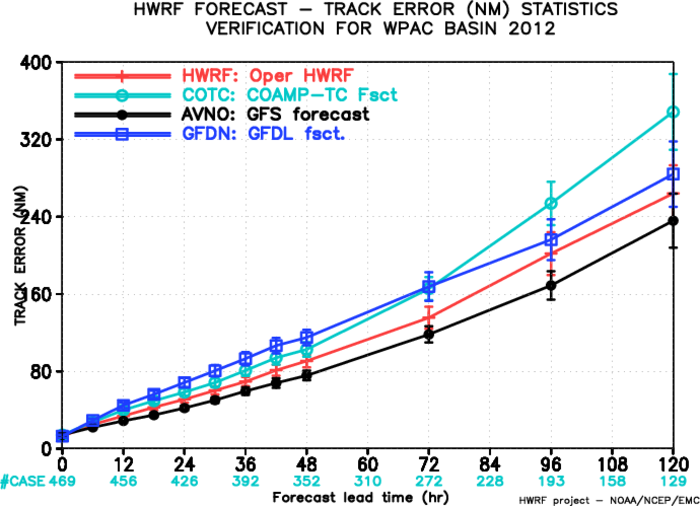 HWRF FORECAST – TRACK ERROR (NM) STATISTICS
VERIFICATION FOR WPAC BASIN 2012
HWRF: Oper HWRF
COTC: COAMP–TC Fsct
AVNO: GFS forecast
GFDN: GFDL fsct.
TRACK ERROR (NM)
400
320
240
160
80
0
0 12 24 36 48 60 72 84 96 108 120
#CASE 469 456 426 392 352 310 272 228 193 158 129
Forecast lead time (hr)
HWRF project – NOAA/NCEP/EMC